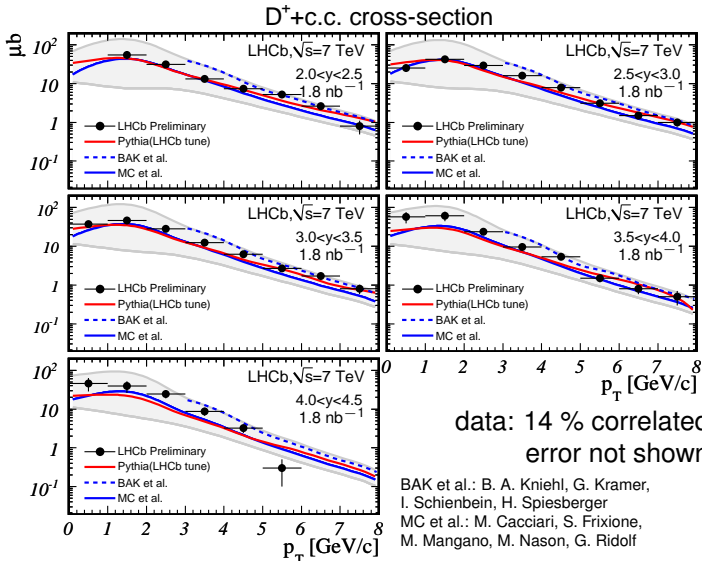 D⁺+c.c. cross-section
μb
10²
10
1
10⁻¹
LHCb,√s=7 TeV
2.0<y<2.5
1.8 nb⁻¹
LHCb Preliminary
Pythia(LHCb tune)
BAK et al.
MC et al.
LHCb,√s=7 TeV
2.5<y<3.0
1.8 nb⁻¹
LHCb Preliminary
Pythia(LHCb tune)
BAK et al.
MC et al.
10²
10
1
10⁻¹
LHCb,√s=7 TeV
3.0<y<3.5
1.8 nb⁻¹
LHCb Preliminary
Pythia(LHCb tune)
BAK et al.
MC et al.
LHCb,√s=7 TeV
3.5<y<4.0
1.8 nb⁻¹
LHCb Preliminary
Pythia(LHCb tune)
BAK et al.
MC et al.
0 1 2 3 4 5 6 7 8
p_T [GeV/c]
10²
10
1
10⁻¹
LHCb,√s=7 TeV
4.0<y<4.5
1.8 nb⁻¹
LHCb Preliminary
Pythia(LHCb tune)
BAK et al.
MC et al.
0 1 2 3 4 5 6 7 8
p_T [GeV/c]
data: 14 % correlated
error not shown
BAK et al.: B. A. Kniehl, G. Kramer,
I. Schienbein, H. Spiesberger
MC et al.: M. Cacciari, S. Frixione,
M. Mangano, M. Nason, G. Ridolf